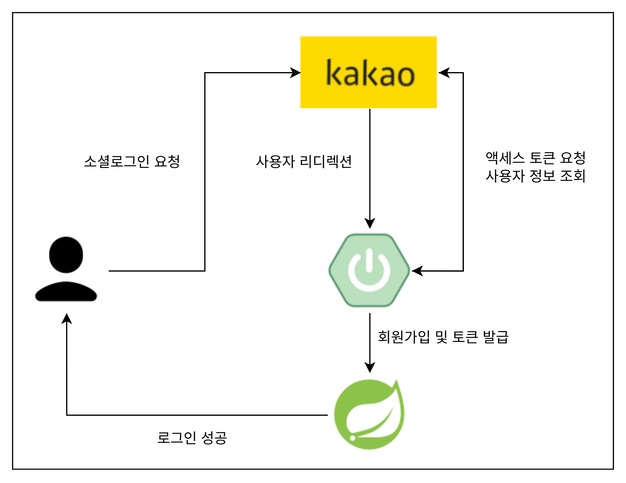 kakao
소셜로그인 요청
사용자 리디렉션
액세스 토큰 요청
사용자 정보 조회
회원가입 및 토큰 발급
로그인 성공